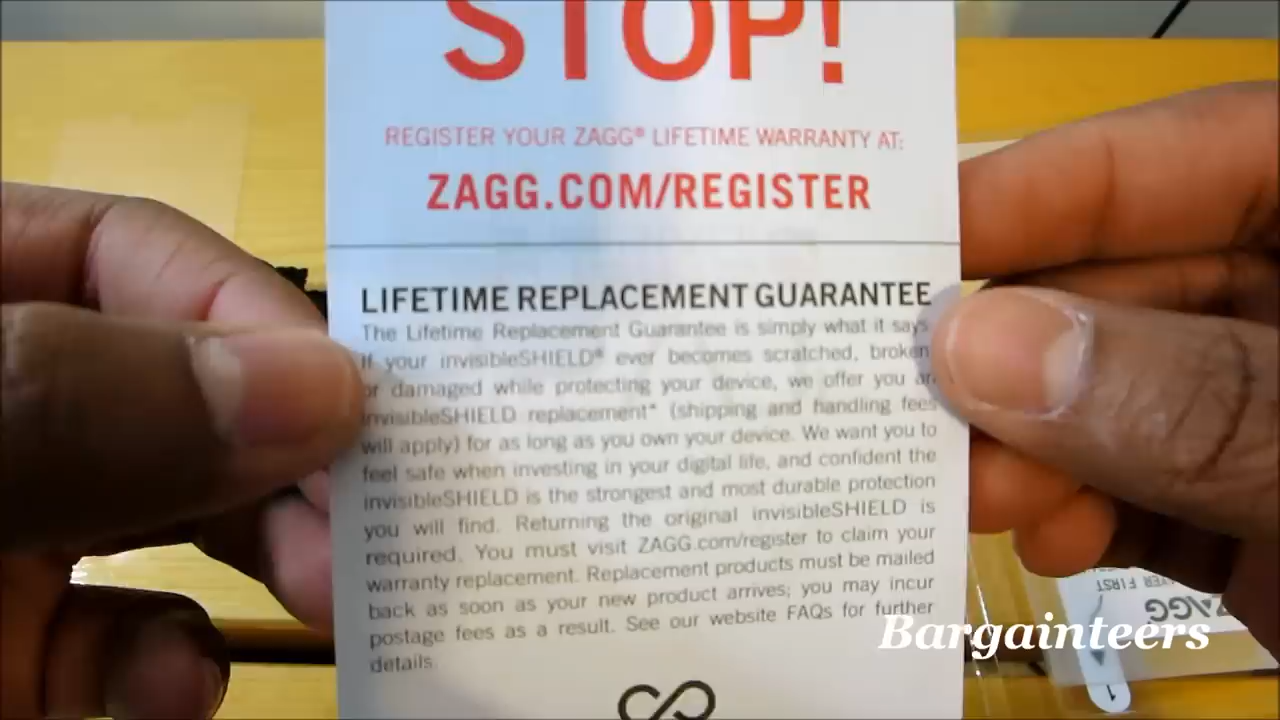 STOP!
REGISTER YOUR ZAGG® LIFETIME WARRANTY AT:
ZAGG.COM/REGISTER
LIFETIME REPLACEMENT GUARANTEE
The Lifetime Replacement Guarantee is simply what it says.
If your invisibleSHIELD® ever becomes scratched, broken
or damaged while protecting your device, we offer you an
invisibleSHIELD replacement* (shipping and handling fees
will apply) for as long as you own your device. We want you to
feel safe when investing in your digital life, and confident the
invisibleSHIELD is the strongest and most durable protection
you will find. Returning the original invisibleSHIELD is
required. You must visit ZAGG.com/register to claim your
warranty replacement. Replacement products must be mailed
back as soon as your new product arrives; you may incur
postage fees as a result. See our website FAQs for further
details.
FIRST
ZAGG
1
Bargainteers